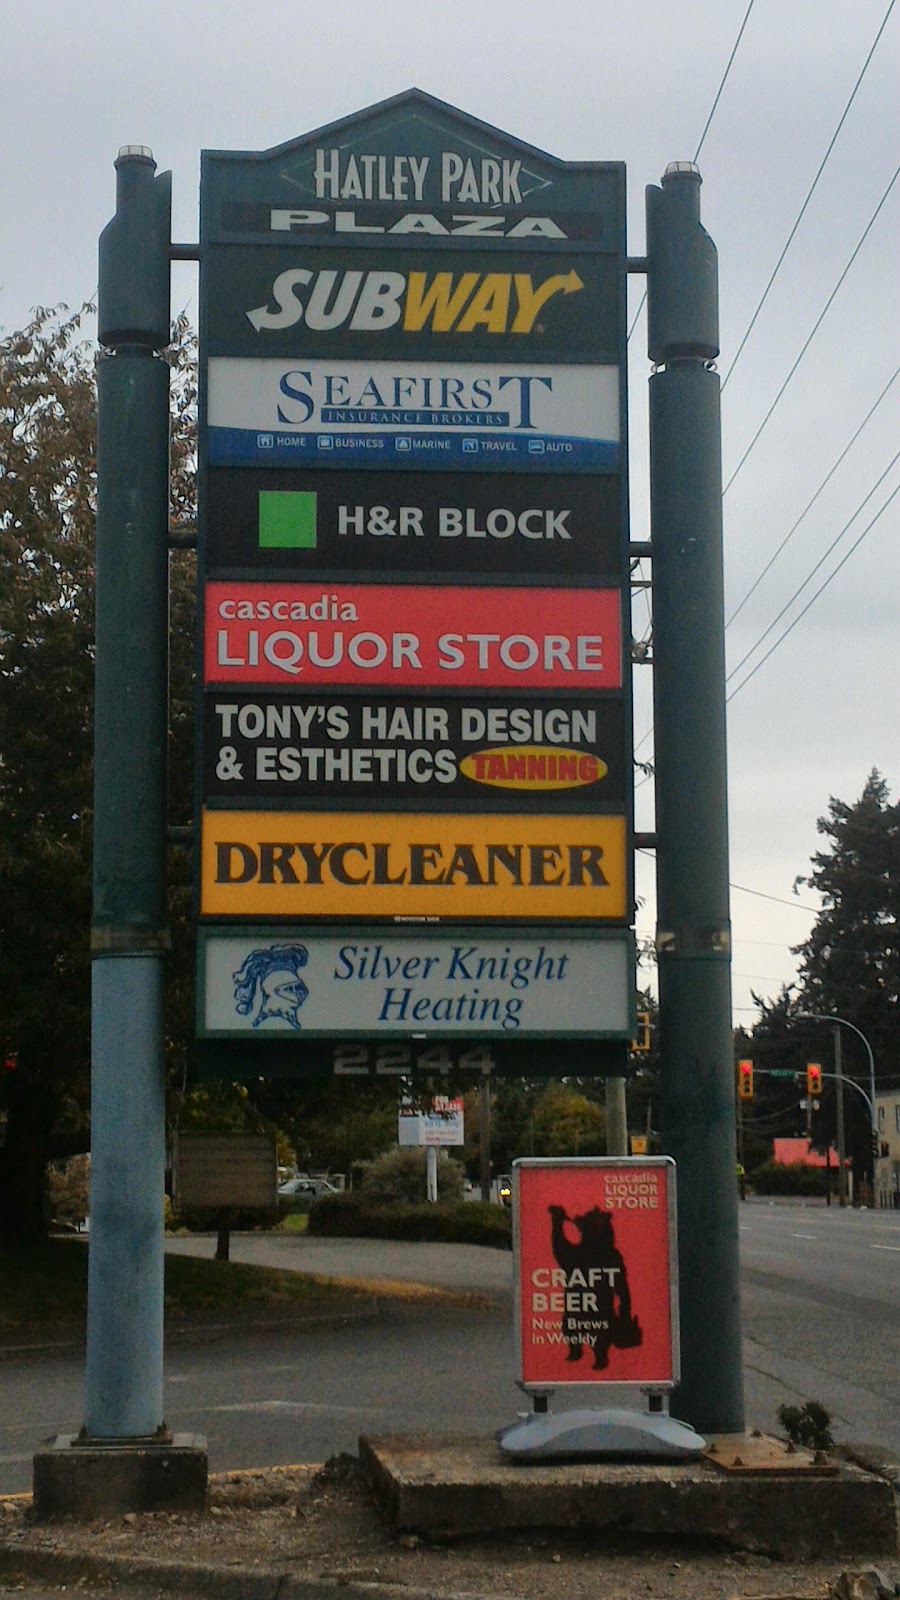 HATLEY PARK
PLAZA
SUBWAY
SEAFIRST
INSURANCE BROKERS
HOME BUSINESS MARINE TRAVEL AUTO
H&R BLOCK
cascadia
LIQUOR STORE
TONY'S HAIR DESIGN
& ESTHETICS TANNING
DRYCLEANER
Silver Knight
Heating
2244
cascadia
LIQUOR
STORE
CRAFT
BEER
New Brews
in Weekly